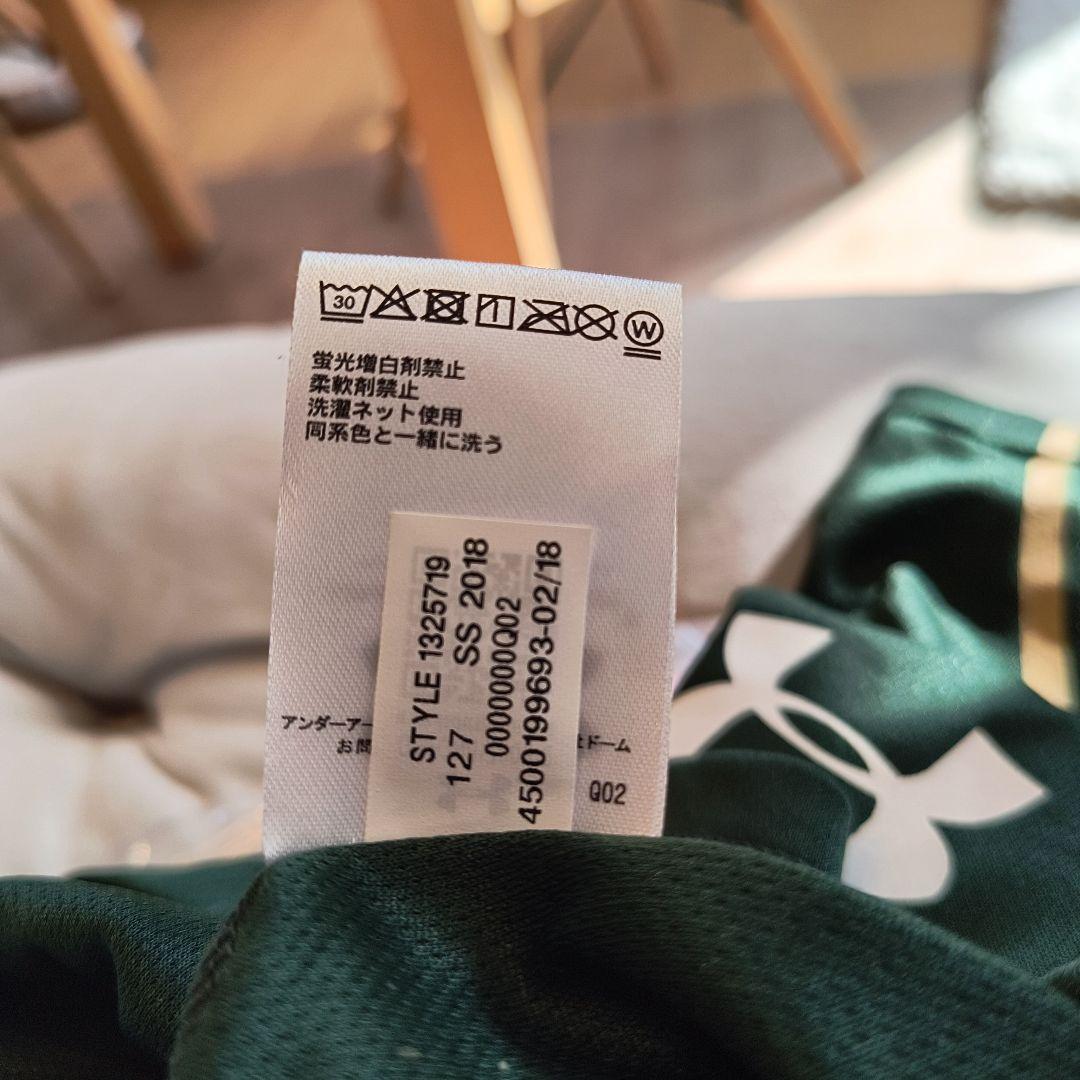 30
W
蛍光増白剤禁止
柔軟剤禁止
洗濯ネット使用
同系色と一緒に洗う
STYLE 1325719
127 SS 2018
0000000Q02
4500199693-02/18
アンダーアー
お問
社ドーム
Q02